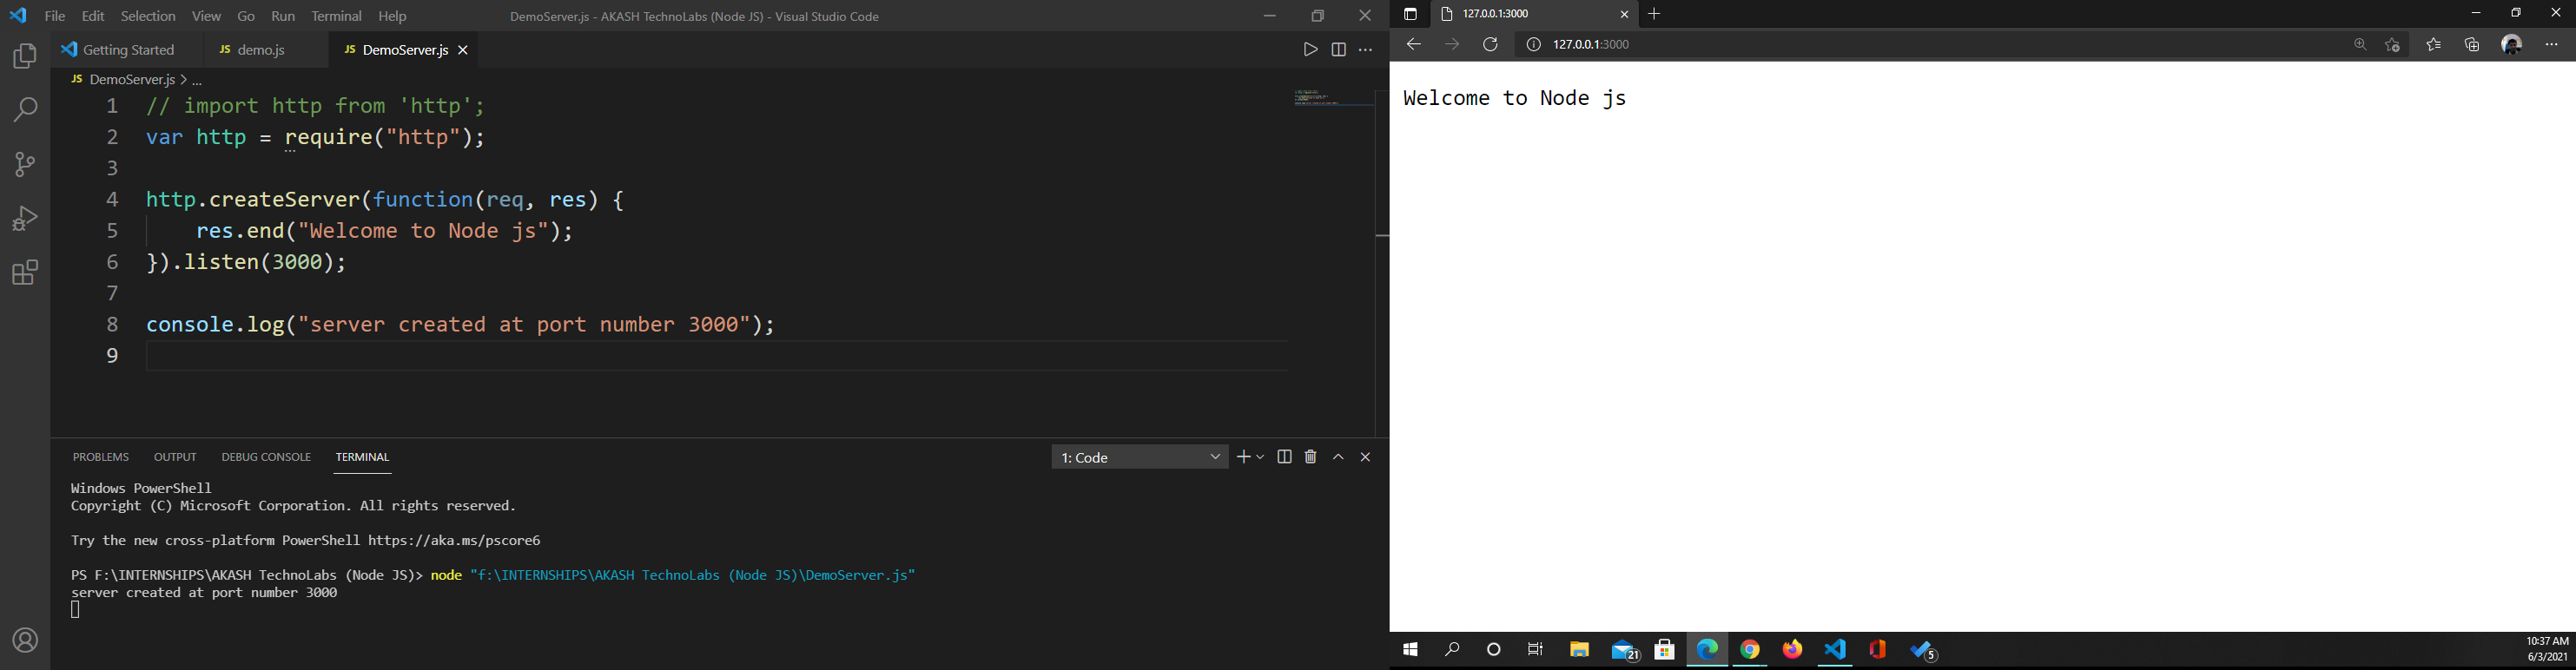 File Edit Selection View Go Run Terminal Help
DemoServer.js - AKASH TechnoLabs (Node JS) - Visual Studio Code
Getting Started
JS demo.js
JS DemoServer.js
JS DemoServer.js > ...
1 // import http from 'http';
2 var http = require("http");
3
4 http.createServer(function(req, res) {
5 res.end("Welcome to Node js");
6 }).listen(3000);
7
8 console.log("server created at port number 3000");
9
PROBLEMS OUTPUT DEBUG CONSOLE TERMINAL
1: Code
Windows PowerShell
Copyright (C) Microsoft Corporation. All rights reserved.
Try the new cross-platform PowerShell https://aka.ms/pscore6
PS F:\INTERNSHIPS\AKASH TechnoLabs (Node JS)> node "f:\INTERNSHIPS\AKASH TechnoLabs (Node JS)\DemoServer.js"
server created at port number 3000
127.0.0.1:3000
127.0.0.1:3000
Welcome to Node js
21
5
10:37 AM
6/3/2021